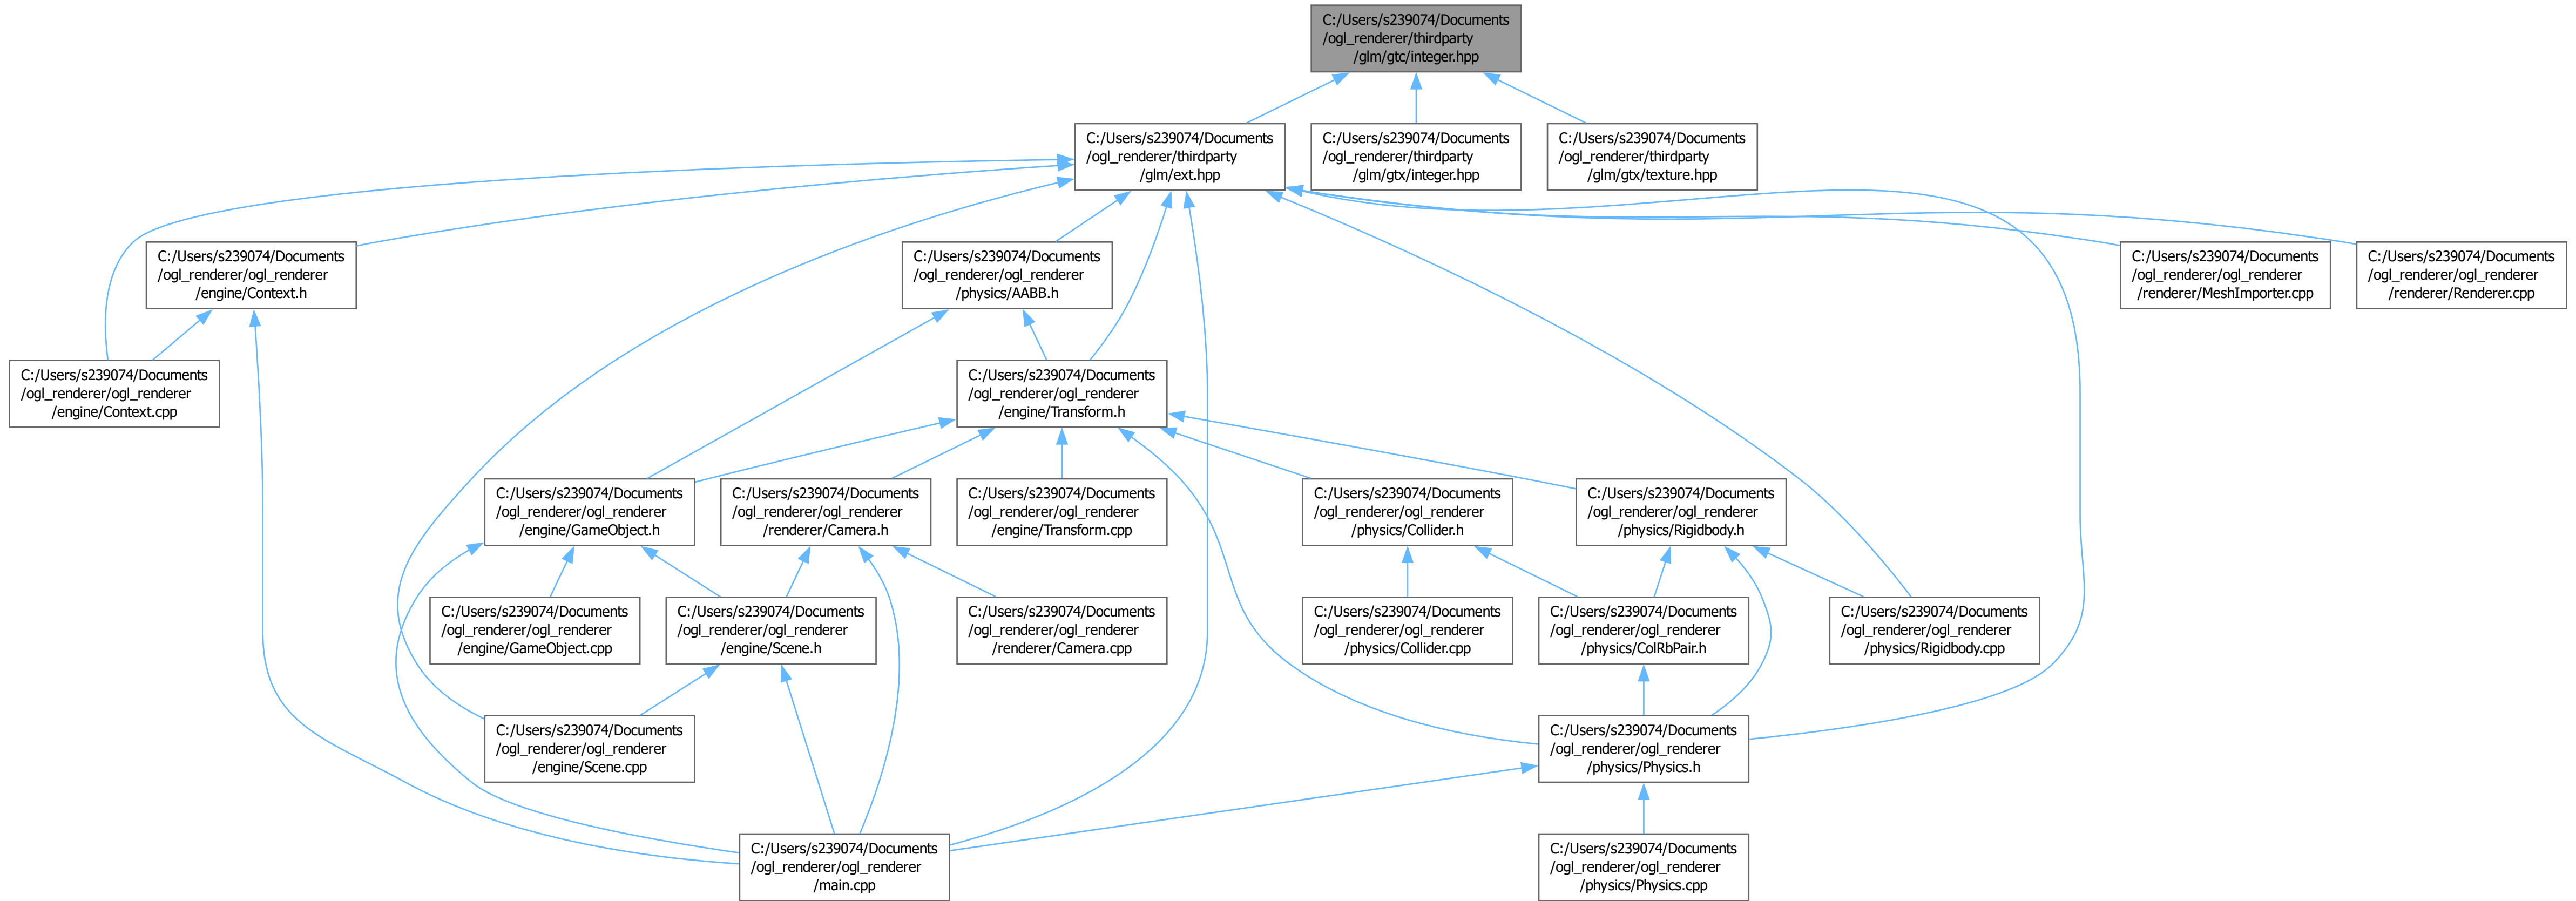 C:/Users/s239074/Documents
/ogl_renderer/thirdparty
/glm/gtc/integer.hpp
C:/Users/s239074/Documents
/ogl_renderer/thirdparty
/glm/ext.hpp
C:/Users/s239074/Documents
/ogl_renderer/thirdparty
/glm/gtx/integer.hpp
C:/Users/s239074/Documents
/ogl_renderer/thirdparty
/glm/gtx/texture.hpp
C:/Users/s239074/Documents
/ogl_renderer/ogl_renderer
/engine/Context.h
C:/Users/s239074/Documents
/ogl_renderer/ogl_renderer
/physics/AABB.h
C:/Users/s239074/Documents
/ogl_renderer/ogl_renderer
/renderer/MeshImporter.cpp
C:/Users/s239074/Documents
/ogl_renderer/ogl_renderer
/renderer/Renderer.cpp
C:/Users/s239074/Documents
/ogl_renderer/ogl_renderer
/engine/Context.cpp
C:/Users/s239074/Documents
/ogl_renderer/ogl_renderer
/engine/Transform.h
C:/Users/s239074/Documents
/ogl_renderer/ogl_renderer
/engine/GameObject.h
C:/Users/s239074/Documents
/ogl_renderer/ogl_renderer
/renderer/Camera.h
C:/Users/s239074/Documents
/ogl_renderer/ogl_renderer
/engine/Transform.cpp
C:/Users/s239074/Documents
/ogl_renderer/ogl_renderer
/physics/Collider.h
C:/Users/s239074/Documents
/ogl_renderer/ogl_renderer
/physics/Rigidbody.h
C:/Users/s239074/Documents
/ogl_renderer/ogl_renderer
/engine/GameObject.cpp
C:/Users/s239074/Documents
/ogl_renderer/ogl_renderer
/engine/Scene.h
C:/Users/s239074/Documents
/ogl_renderer/ogl_renderer
/renderer/Camera.cpp
C:/Users/s239074/Documents
/ogl_renderer/ogl_renderer
/physics/Collider.cpp
C:/Users/s239074/Documents
/ogl_renderer/ogl_renderer
/physics/ColRbPair.h
C:/Users/s239074/Documents
/ogl_renderer/ogl_renderer
/physics/Rigidbody.cpp
C:/Users/s239074/Documents
/ogl_renderer/ogl_renderer
/engine/Scene.cpp
C:/Users/s239074/Documents
/ogl_renderer/ogl_renderer
/physics/Physics.h
C:/Users/s239074/Documents
/ogl_renderer/ogl_renderer
/main.cpp
C:/Users/s239074/Documents
/ogl_renderer/ogl_renderer
/physics/Physics.cpp